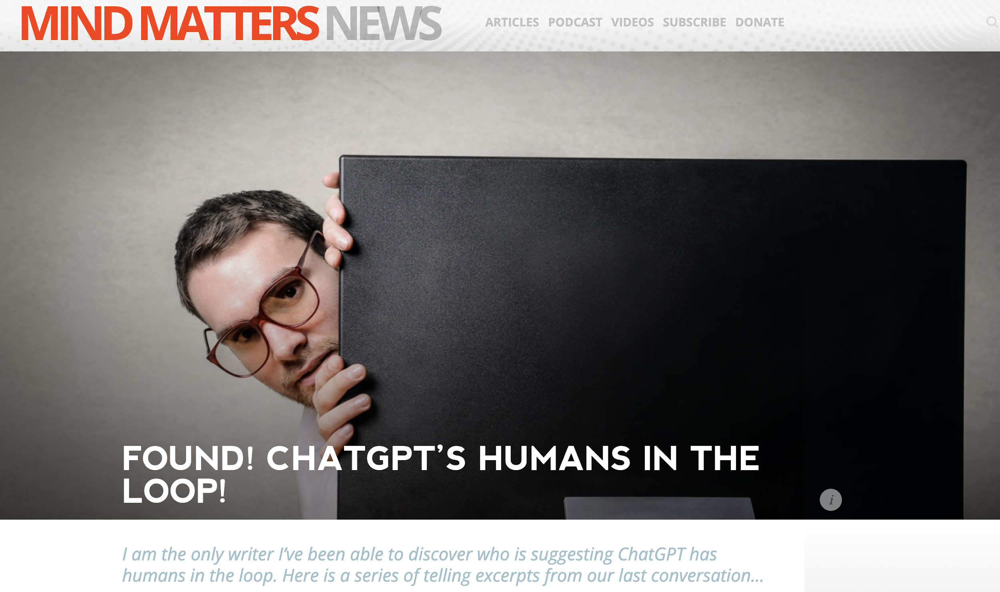 MIND MATTERS NEWS
ARTICLES PODCAST VIDEOS SUBSCRIBE DONATE
FOUND! CHATGPT’S HUMANS IN THE
LOOP!
i
I am the only writer I’ve been able to discover who is suggesting ChatGPT has
humans in the loop. Here is a series of telling excerpts from our last conversation…